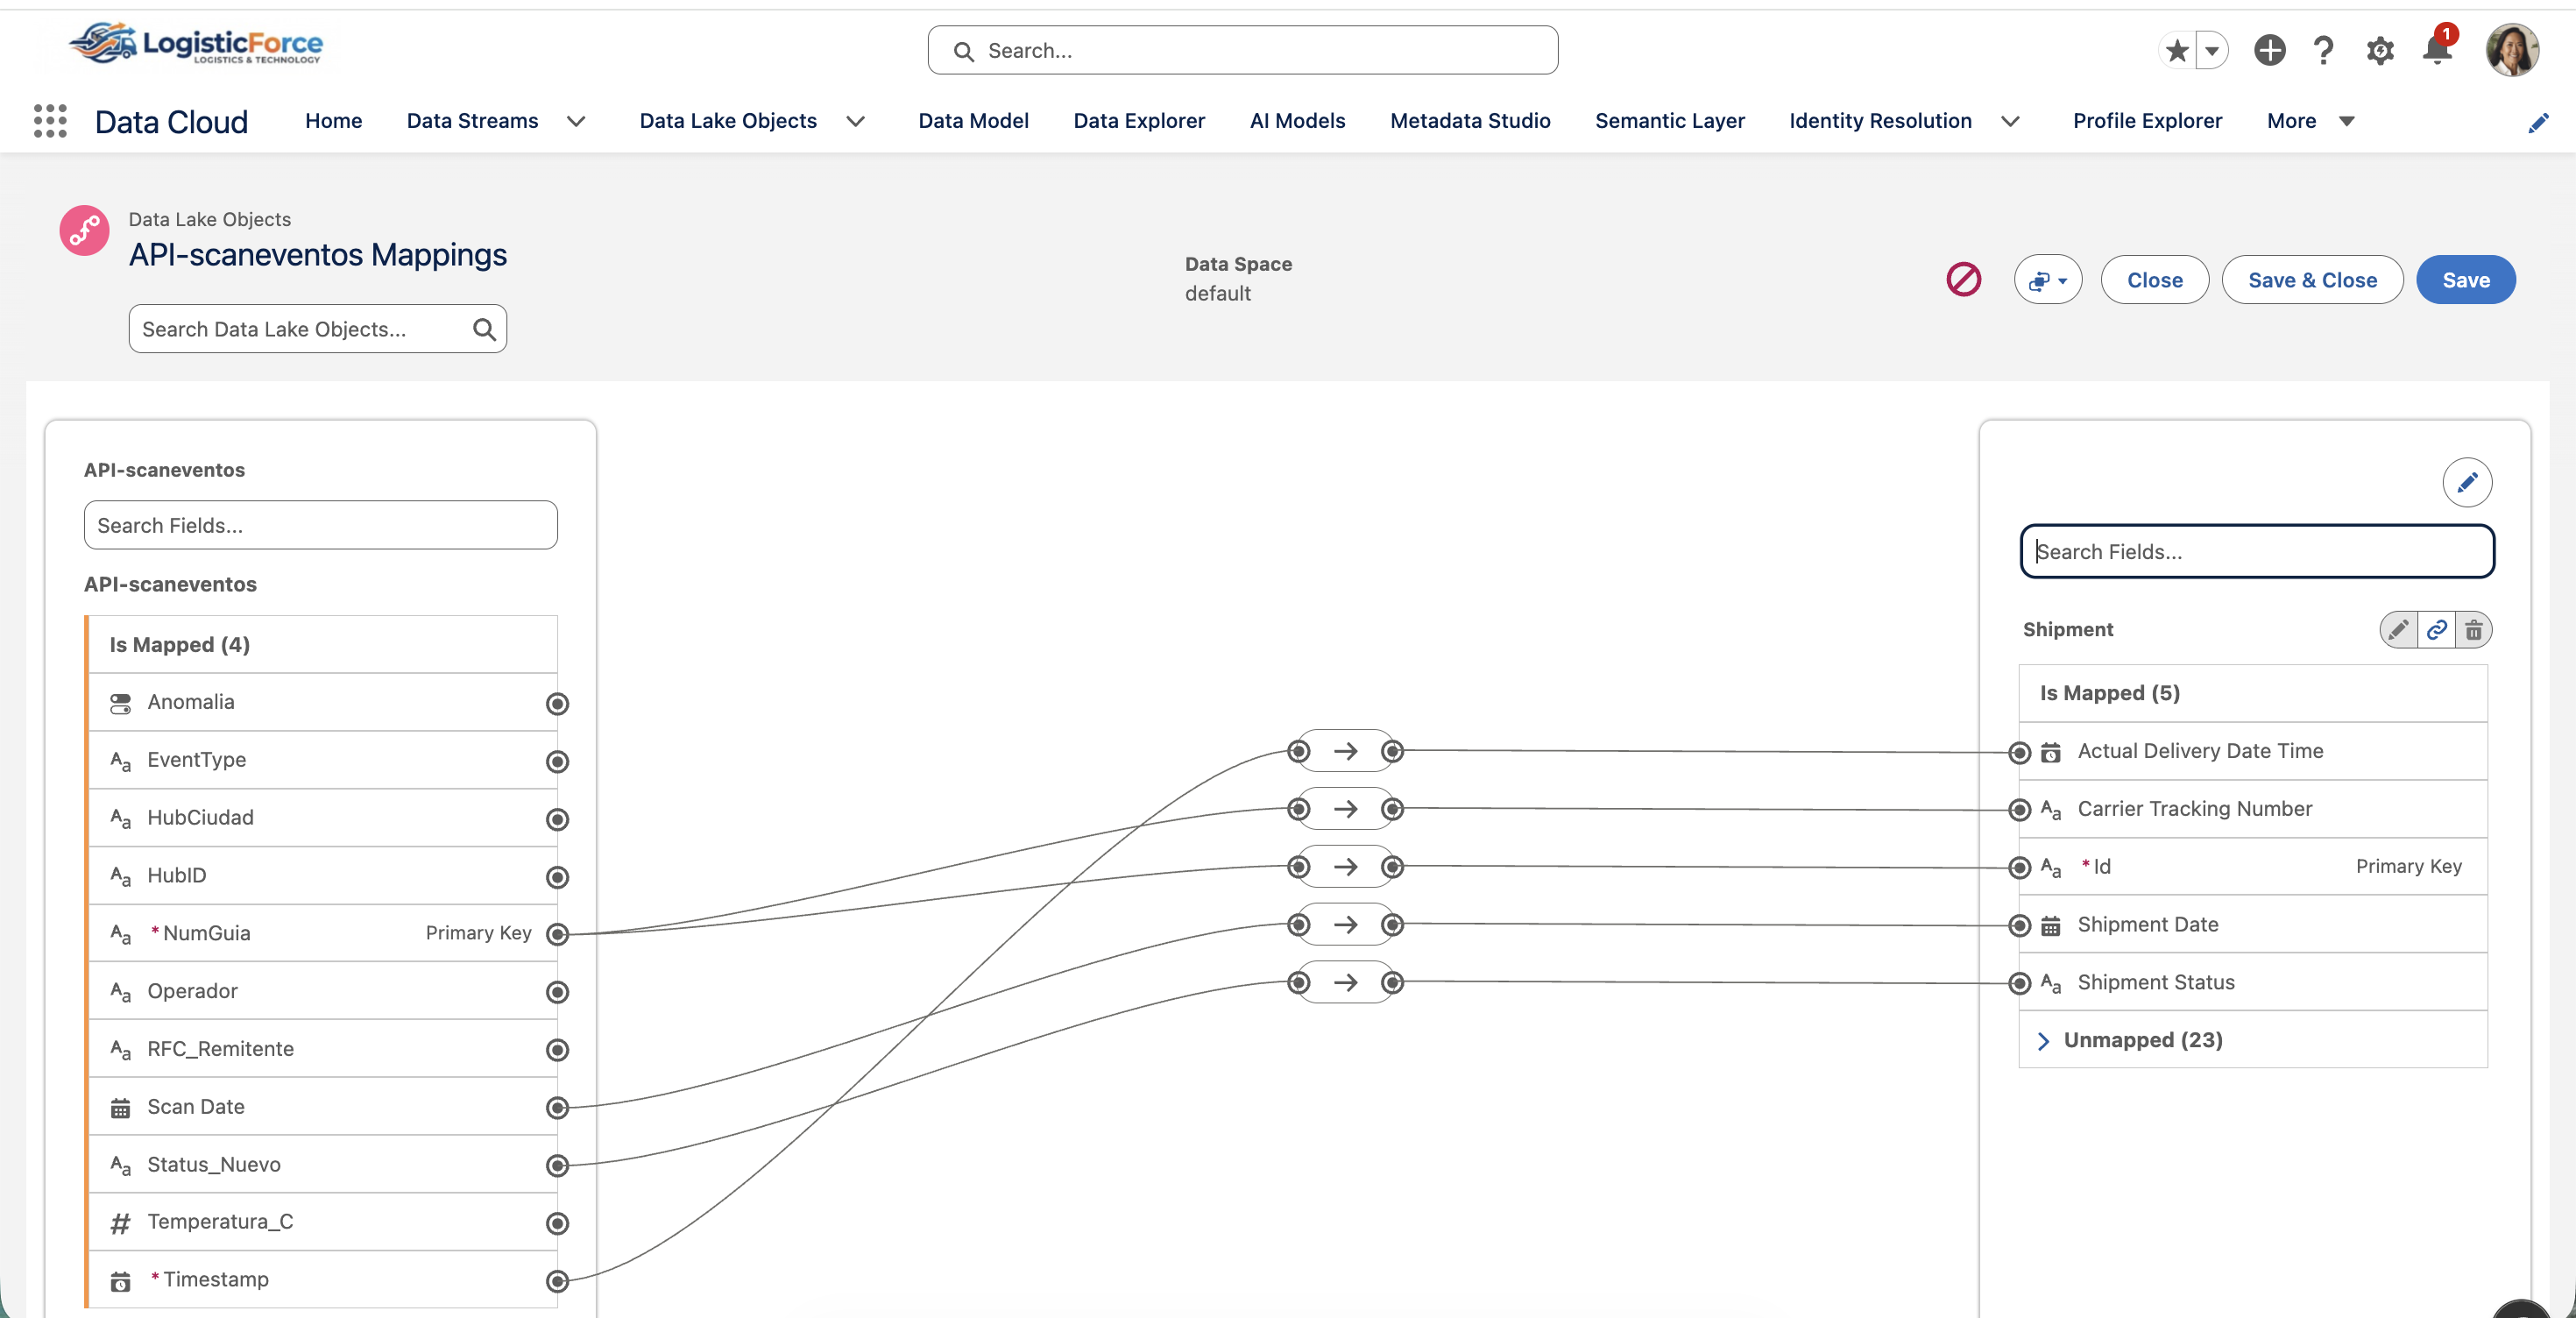 LogisticForce
LOGISTICS & TECHNOLOGY
Search...
1
Data Cloud
Home
Data Streams
Data Lake Objects
Data Model
Data Explorer
AI Models
Metadata Studio
Semantic Layer
Identity Resolution
Profile Explorer
More
Data Lake Objects
API-scaneventos Mappings
Search Data Lake Objects...
Data Space
default
Close
Save & Close
Save
API-scaneventos
Search Fields...
API-scaneventos
Is Mapped (4)
Anomalia
EventType
HubCiudad
HubID
* NumGuia Primary Key
Operador
RFC_Remitente
Scan Date
Status_Nuevo
Temperatura_C
* Timestamp
Search Fields...
Shipment
Is Mapped (5)
Actual Delivery Date Time
Carrier Tracking Number
* Id Primary Key
Shipment Date
Shipment Status
Unmapped (23)